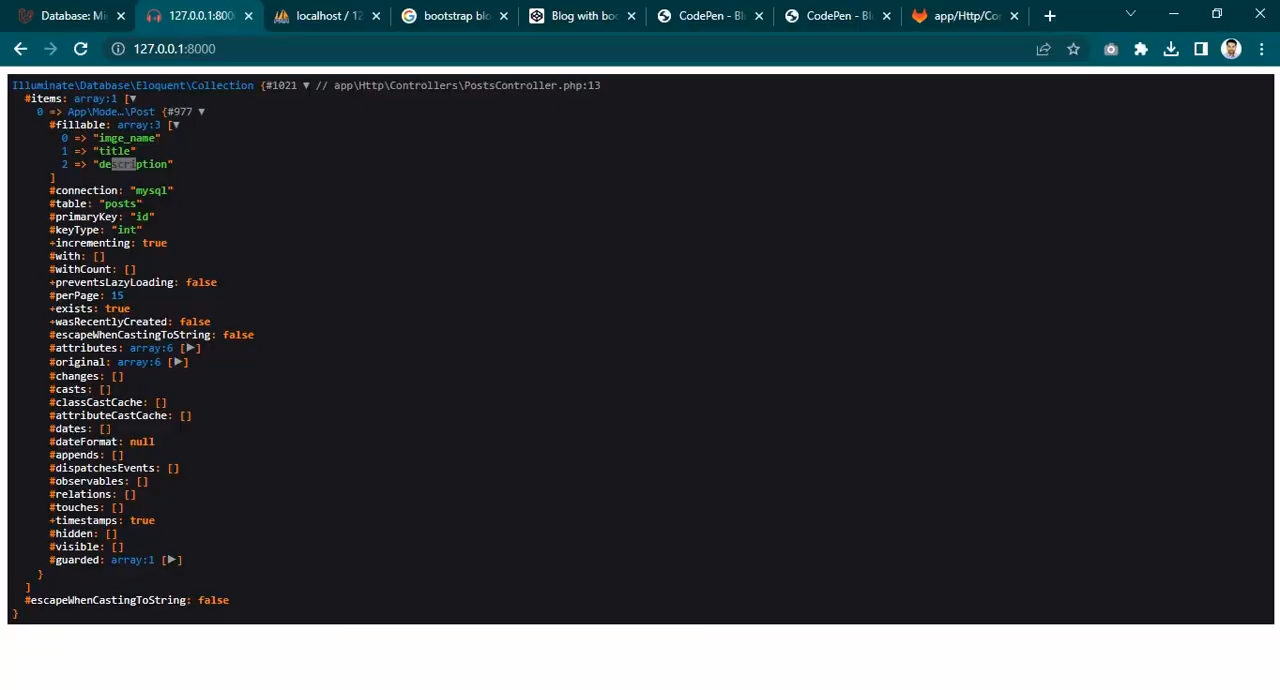 Database: Mi
127.0.0.1:800
localhost / 12
bootstrap blo
Blog with boo
CodePen - Bl
CodePen - Bl
app/Http/Con
127.0.0.1:8000
Illuminate\Database\Eloquent\Collection {#1021 ▼ // app\Http\Controllers\PostsController.php:13
#items: array:1 [▼
0 => App\Mode…\Post {#977 ▼
#fillable: array:3 [▼
0 => "imge_name"
1 => "title"
2 => "description"
]
#connection: "mysql"
#table: "posts"
#primaryKey: "id"
#keyType: "int"
+incrementing: true
#with: []
#withCount: []
+preventsLazyLoading: false
#perPage: 15
+exists: true
+wasRecentlyCreated: false
#escapeWhenCastingToString: false
#attributes: array:6 [▶]
#original: array:6 [▶]
#changes: []
#casts: []
#classCastCache: []
#attributeCastCache: []
#dates: []
#dateFormat: null
#appends: []
#dispatchesEvents: []
#observables: []
#relations: []
#touches: []
+timestamps: true
#hidden: []
#visible: []
#guarded: array:1 [▶]
}
]
#escapeWhenCastingToString: false
}